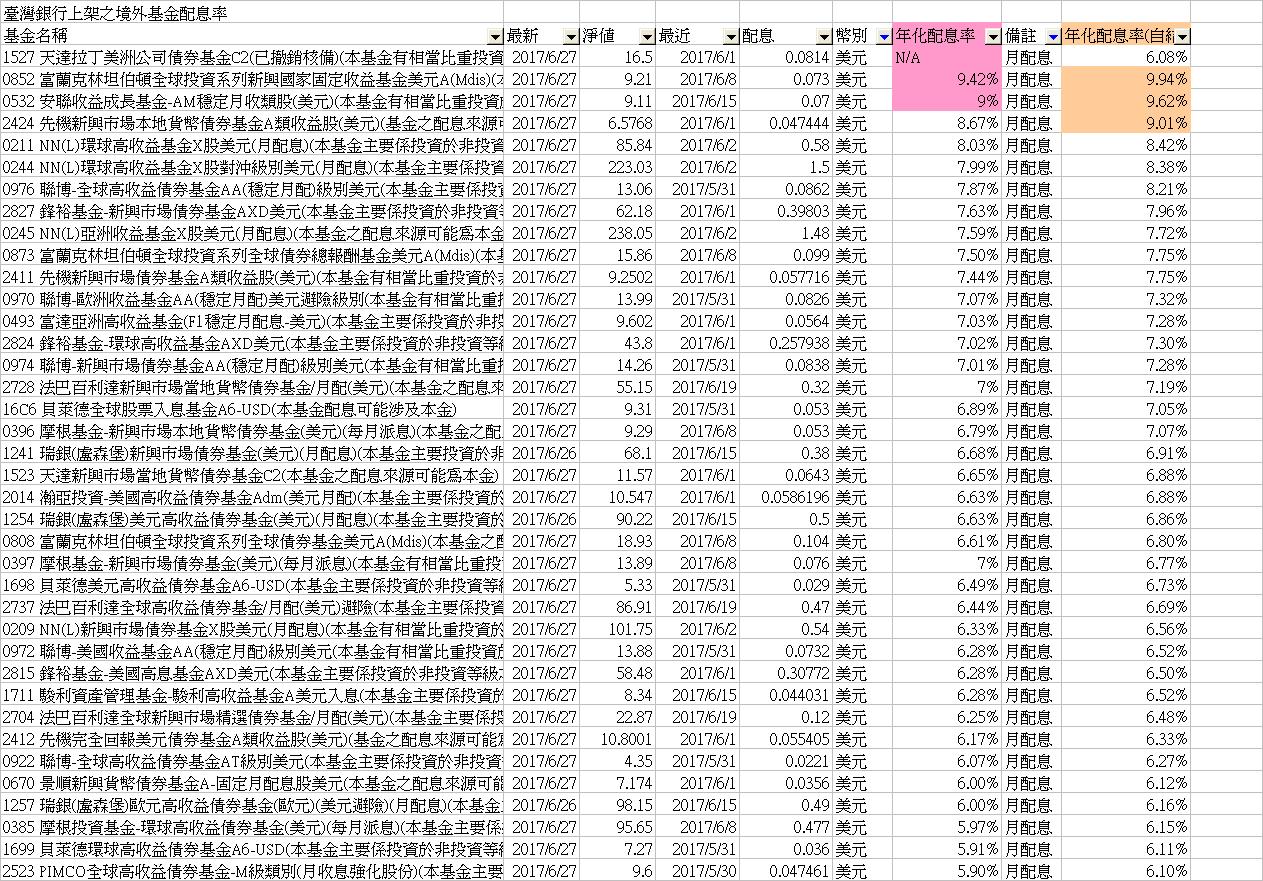 臺灣銀行上架之境外基金配息率
基金名稱 最新 淨值 最近 配息 幣別 年化配息率 備註 年化配息率(自結
1527 天達拉丁美洲公司債券基金C2(已撤銷核備)(本基金有相當比重投資 2017/6/27 16.5 2017/6/1 0.0814 美元 N/A 月配息 6.08%
0852 富蘭克林坦伯頓全球投資系列新興國家固定收益基金美元A(Mdis)(本 2017/6/27 9.21 2017/6/8 0.073 美元 9.42% 月配息 9.94%
0532 安聯收益成長基金-AM穩定月收類股(美元)(本基金有相當比重投資於 2017/6/27 9.11 2017/6/15 0.07 美元 9% 月配息 9.62%
2424 先機新興市場本地貨幣債券基金A類收益股(美元)(基金之配息來源可 2017/6/27 6.5768 2017/6/1 0.047444 美元 8.67% 月配息 9.01%
0211 NN(L)環球高收益基金X股美元(月配息)(本基金主要係投資於非投資 2017/6/27 85.84 2017/6/2 0.58 美元 8.03% 月配息 8.42%
0244 NN(L)環球高收益基金X股對沖級別美元(月配息)(本基金主要係投資 2017/6/27 223.03 2017/6/2 1.5 美元 7.99% 月配息 8.38%
0976 聯博-全球高收益債券基金AA(穩定月配)級別美元(本基金主要係投資 2017/6/27 13.06 2017/5/31 0.0862 美元 7.87% 月配息 8.21%
2827 鋒裕基金-新興市場債券基金AXD美元(本基金主要係投資於非投資等 2017/6/27 62.18 2017/6/1 0.39803 美元 7.63% 月配息 7.96%
0245 NN(L)亞洲收益基金X股美元(月配息)(本基金之配息來源可能為本金 2017/6/27 238.05 2017/6/2 1.48 美元 7.59% 月配息 7.72%
0873 富蘭克林坦伯頓全球投資系列全球債券總報酬基金美元A(Mdis)(本基 2017/6/27 15.86 2017/6/8 0.099 美元 7.50% 月配息 7.75%
2411 先機新興市場債券基金A類收益股(美元)(本基金有相當比重投資於非 2017/6/27 9.2502 2017/6/1 0.057716 美元 7.44% 月配息 7.75%
0970 聯博-歐洲收益基金AA(穩定月配)美元避險級別(本基金有相當比重投 2017/6/27 13.99 2017/5/31 0.0826 美元 7.07% 月配息 7.32%
0493 富達亞洲高收益基金(F1穩定月配息-美元)(本基金主要係投資於非投 2017/6/27 9.602 2017/6/1 0.0564 美元 7.03% 月配息 7.28%
2824 鋒裕基金-環球高收益基金AXD美元(本基金主要係投資於非投資等級 2017/6/27 43.8 2017/6/1 0.257938 美元 7.02% 月配息 7.30%
0974 聯博-新興市場債券基金AA(穩定月配)級別美元(本基金有相當比重投 2017/6/27 14.26 2017/5/31 0.0838 美元 7.01% 月配息 7.28%
2728 法巴百利達新興市場當地貨幣債券基金/月配(美元)(本基金之配息來 2017/6/27 55.15 2017/6/19 0.32 美元 7% 月配息 7.19%
16C6 貝萊德全球股票入息基金A6-USD(本基金配息可能涉及本金) 2017/6/27 9.31 2017/5/31 0.053 美元 6.89% 月配息 7.05%
0396 摩根基金-新興市場本地貨幣債券基金(美元)(每月派息)(本基金之配 2017/6/27 9.29 2017/6/8 0.053 美元 6.79% 月配息 7.07%
1241 瑞銀(盧森堡)新興市場債券基金(美元)(月配息)(本基金主要投資於非 2017/6/26 68.1 2017/6/15 0.38 美元 6.68% 月配息 6.91%
1523 天達新興市場當地貨幣債券基金C2(本基金之配息來源可能為本金) 2017/6/27 11.57 2017/6/1 0.0643 美元 6.65% 月配息 6.88%
2014 瀚亞投資-美國高收益債券基金Adm(美元月配)(本基金主要係投資於 2017/6/27 10.547 2017/6/1 0.0586196 美元 6.63% 月配息 6.88%
1254 瑞銀(盧森堡)美元高收益債券基金(美元)(月配息)(本基金主要係投資 2017/6/26 90.22 2017/6/15 0.5 美元 6.63% 月配息 6.86%
0808 富蘭克林坦伯頓全球投資系列全球債券基金美元A(Mdis)(本基金之配 2017/6/27 18.93 2017/6/8 0.104 美元 6.61% 月配息 6.80%
0397 摩根基金-新興市場債券基金(美元)(每月派息)(本基金有相當比重投 2017/6/27 13.89 2017/6/8 0.076 美元 7% 月配息 6.77%
1698 貝萊德美元高收益債券基金A6-USD(本基金主要係投資於非投資等級 2017/6/27 5.33 2017/5/31 0.029 美元 6.49% 月配息 6.73%
2737 法巴百利達全球高收益債券基金/月配(美元)避險(本基金主要係投資 2017/6/27 86.91 2017/6/19 0.47 美元 6.44% 月配息 6.69%
0209 NN(L)新興市場債券基金X股美元(月配息)(本基金有相當比重投資於 2017/6/27 101.75 2017/6/2 0.54 美元 6.33% 月配息 6.56%
0972 聯博-美國收益基金AA(穩定月配)級別美元(本基金有相當比重投資於 2017/6/27 13.88 2017/5/31 0.0732 美元 6.28% 月配息 6.52%
2815 鋒裕基金-美國高息基金AXD美元(本基金主要係投資於非投資等級之 2017/6/27 58.48 2017/6/1 0.30772 美元 6.28% 月配息 6.50%
1711 駿利資產管理基金-駿利高收益基金A美元入息(本基金主要係投資於 2017/6/27 8.34 2017/6/15 0.044031 美元 6.28% 月配息 6.52%
2704 法巴百利達全球新興市場精選債券基金/月配(美元)(本基金主要係投 2017/6/27 22.87 2017/6/19 0.12 美元 6.25% 月配息 6.48%
2412 先機完全回報美元債券基金A類收益股(美元)(基金之配息來源可能為 2017/6/27 10.8001 2017/6/1 0.055405 美元 6.17% 月配息 6.33%
0922 聯博-全球高收益債券基金AT級別美元(本基金主要係投資於非投資等 2017/6/27 4.35 2017/5/31 0.0221 美元 6.07% 月配息 6.27%
0670 景順新興貨幣債券基金A-固定月配息股美元(本基金之配息來源可能 2017/6/27 7.174 2017/6/1 0.0356 美元 6.00% 月配息 6.12%
1257 瑞銀(盧森堡)歐元高收益債券基金(歐元)(美元避險)(月配息)(本基金 2017/6/26 98.15 2017/6/15 0.49 美元 6.00% 月配息 6.16%
0385 摩根投資基金-環球高收益債券基金(美元)(每月派息)(本基金主要係 2017/6/27 95.65 2017/6/8 0.477 美元 5.97% 月配息 6.15%
1699 貝萊德環球高收益債券基金A6-USD(本基金主要係投資於非投資等級 2017/6/27 7.27 2017/5/31 0.036 美元 5.91% 月配息 6.11%
2523 PIMCO全球高收益債券基金-M級類別(月收息強化股份)(本基金主要 2017/6/27 9.6 2017/5/30 0.047461 美元 5.90% 月配息 6.10%